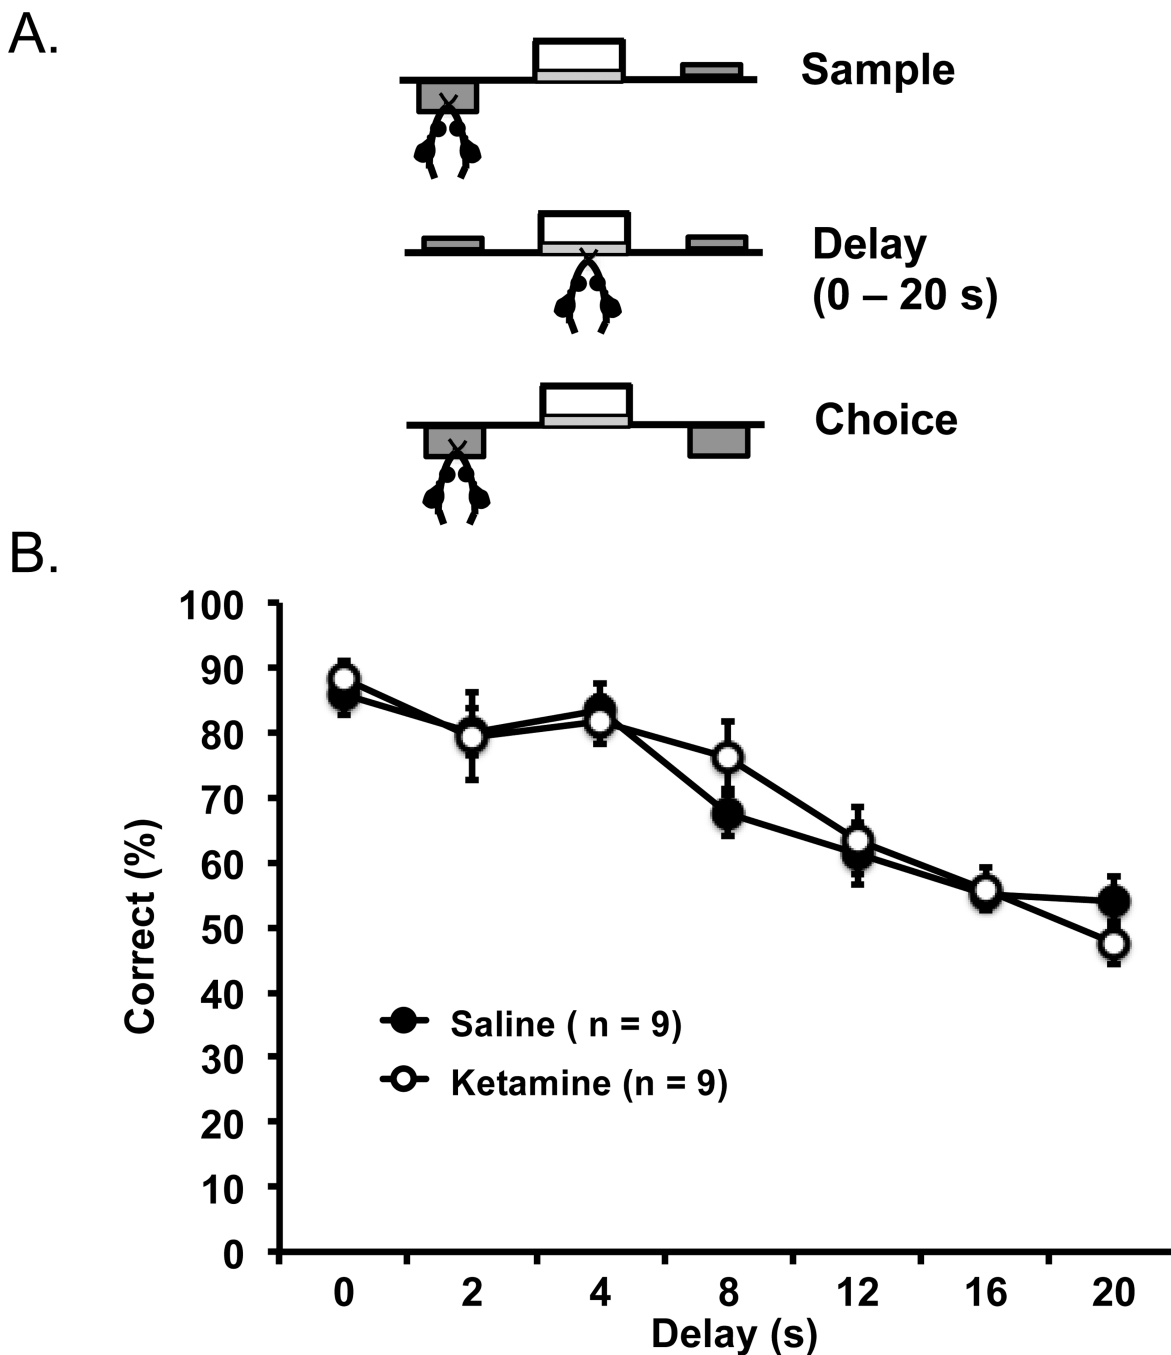 A.
Sample
Delay
(0 – 20 s)
Choice
B.
100
90
80
70
60
50
40
30
20
10
0
Correct (%)
Saline ( n = 9)
Ketamine (n = 9)
0 2 4 8 12 16 20
Delay (s)